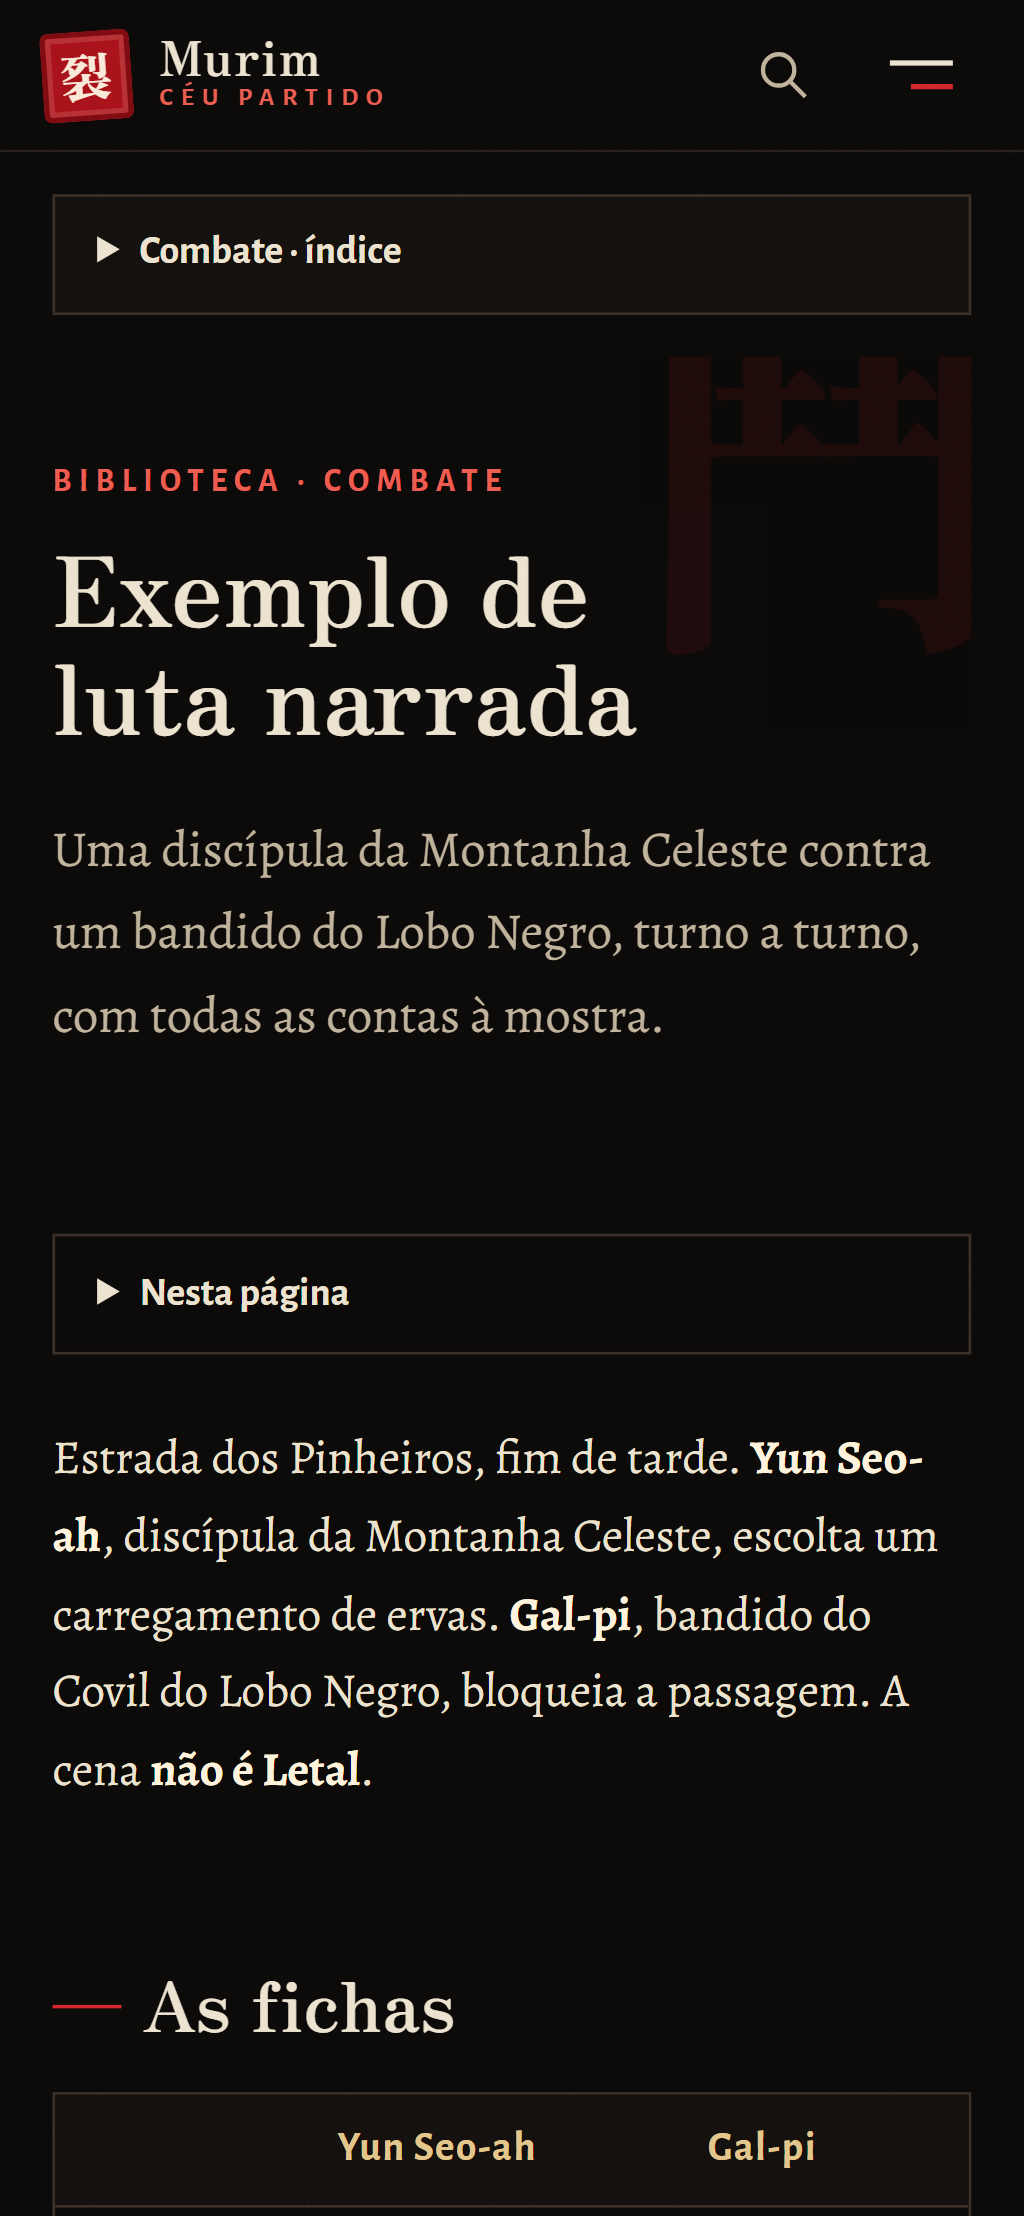 裂
Murim
CÉU PARTIDO
Combate · índice
鬥
BIBLIOTECA · COMBATE
Exemplo de
luta narrada
Uma discípula da Montanha Celeste contra
um bandido do Lobo Negro, turno a turno,
com todas as contas à mostra.
Nesta página
Estrada dos Pinheiros, fim de tarde. Yun Seo-
ah, discípula da Montanha Celeste, escolta um
carregamento de ervas. Gal-pi, bandido do
Covil do Lobo Negro, bloqueia a passagem. A
cena não é Letal.
As fichas
Yun Seo-ah Gal-pi